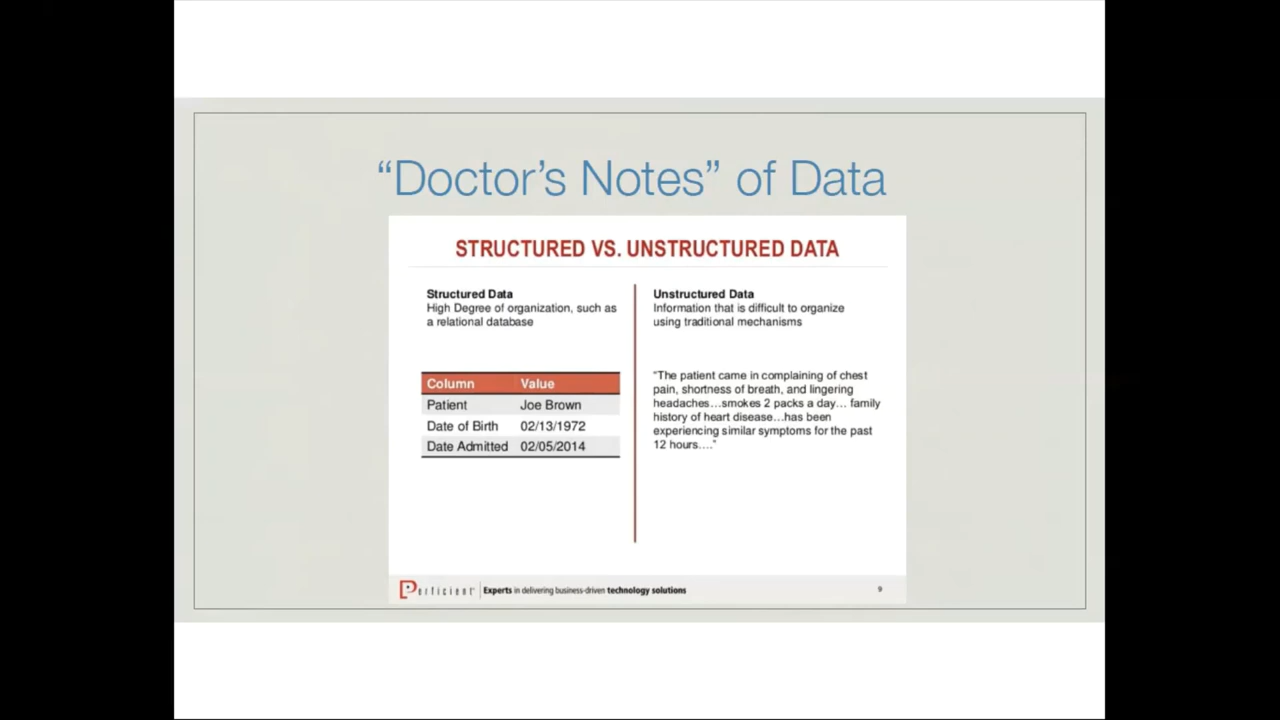 “Doctor’s Notes” of Data
STRUCTURED VS. UNSTRUCTURED DATA
Structured Data
High Degree of organization, such as
a relational database
Column Value
Patient Joe Brown
Date of Birth 02/13/1972
Date Admitted 02/05/2014
Unstructured Data
Information that is difficult to organize
using traditional mechanisms
“The patient came in complaining of chest
pain, shortness of breath, and lingering
headaches…smokes 2 packs a day… family
history of heart disease…has been
experiencing similar symptoms for the past
12 hours….”
Perficient Experts in delivering business-driven technology solutions
9